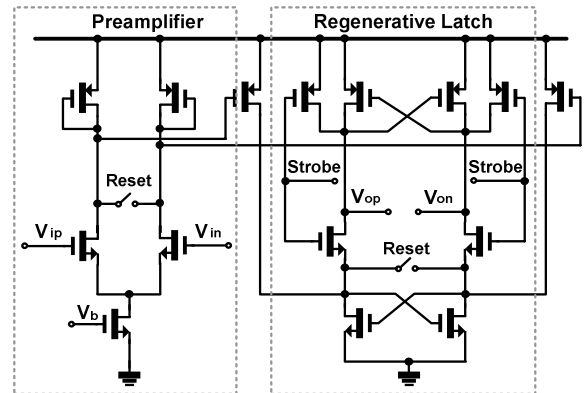 Preamplifier
Regenerative Latch
Strobe
Strobe
Reset
Vop
Von
Vip
Vin
Reset
Vb